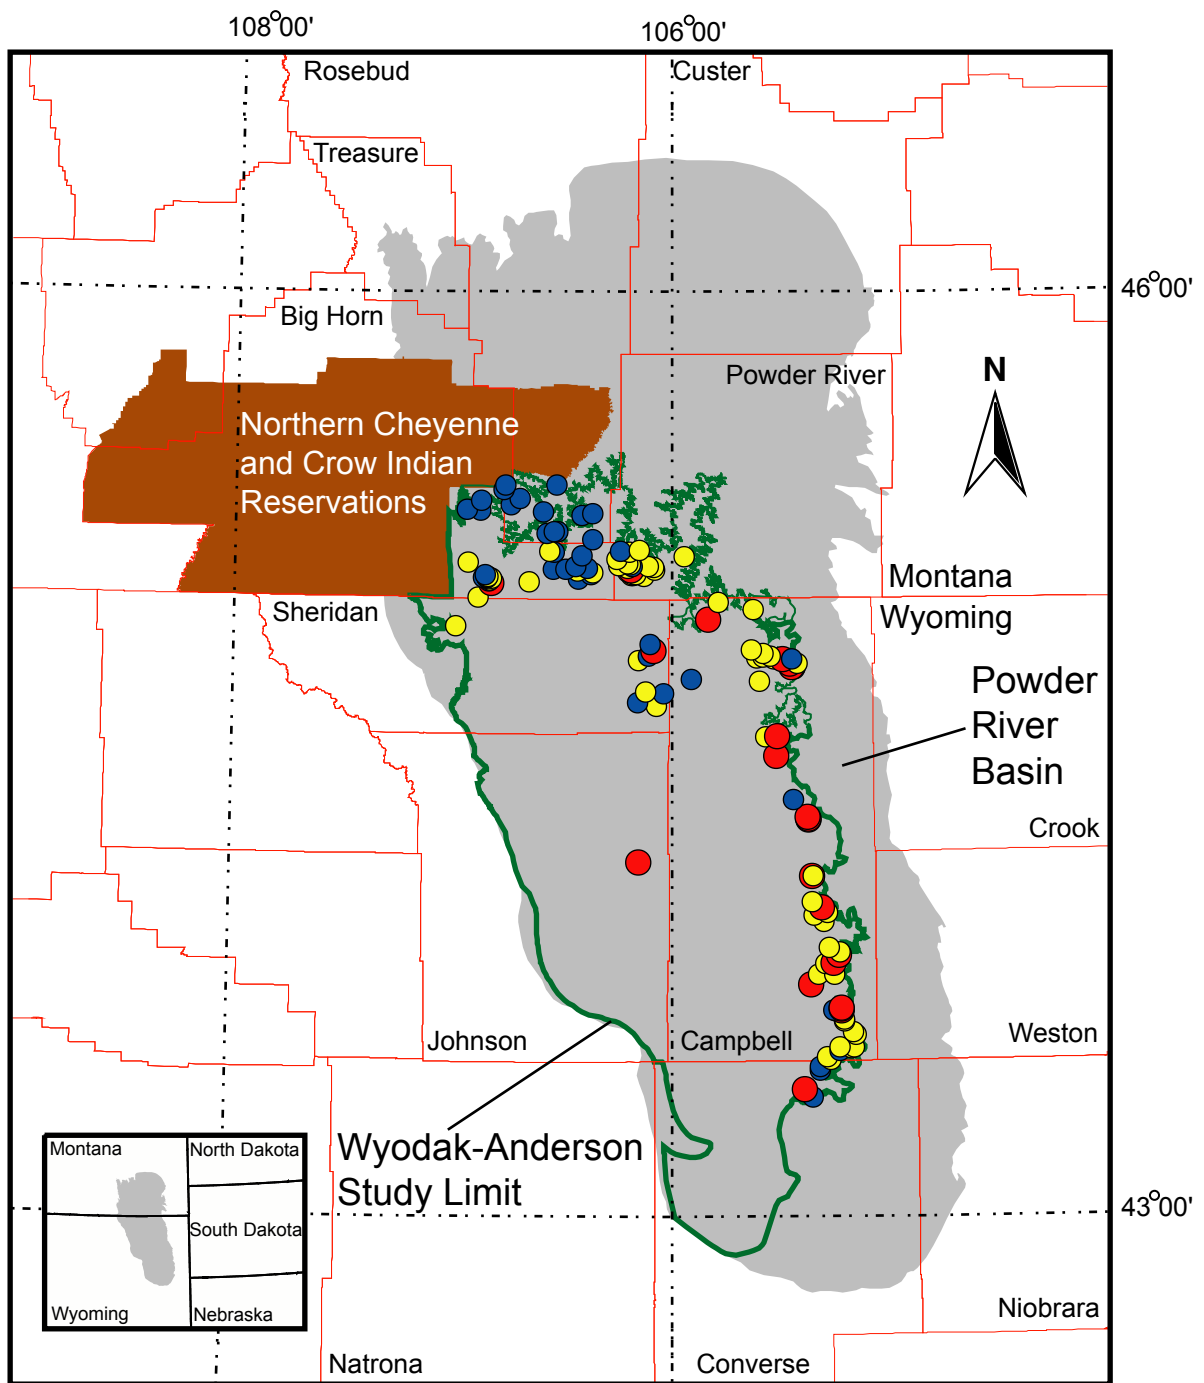 108°00'
106°00'
Rosebud
Custer
Treasure
46°00'
Big Horn
Powder River
N
Northern Cheyenne
and Crow Indian
Reservations
Montana
Sheridan
Wyoming
Powder
River
Basin
Crook
Johnson
Campbell
Weston
Wyodak-Anderson
Study Limit
Montana
North Dakota
South Dakota
Wyoming
Nebraska
43°00'
Niobrara
Natrona
Converse